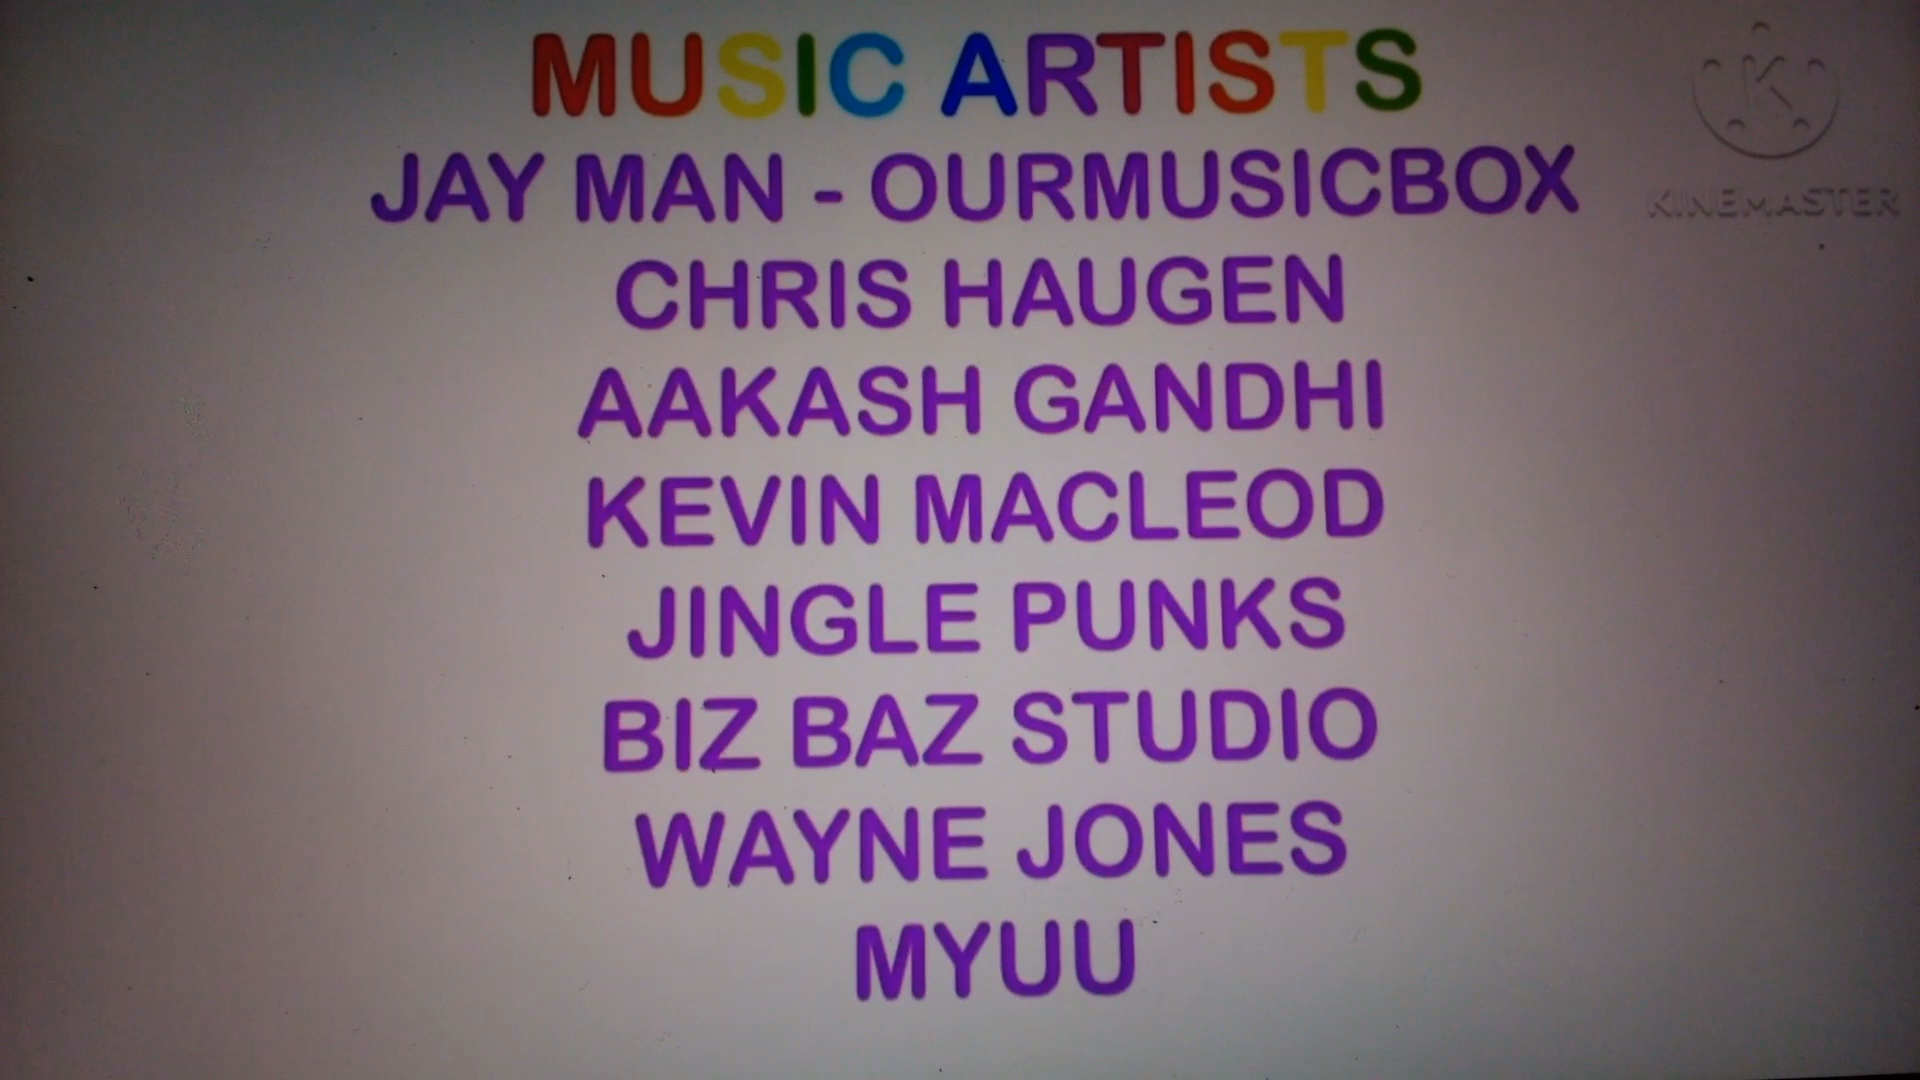 MUSIC ARTISTS
JAY MAN - OURMUSICBOX
CHRIS HAUGEN
AAKASH GANDHI
KEVIN MACLEOD
JINGLE PUNKS
BIZ BAZ STUDIO
WAYNE JONES
MYUU
K
KINEMASTER